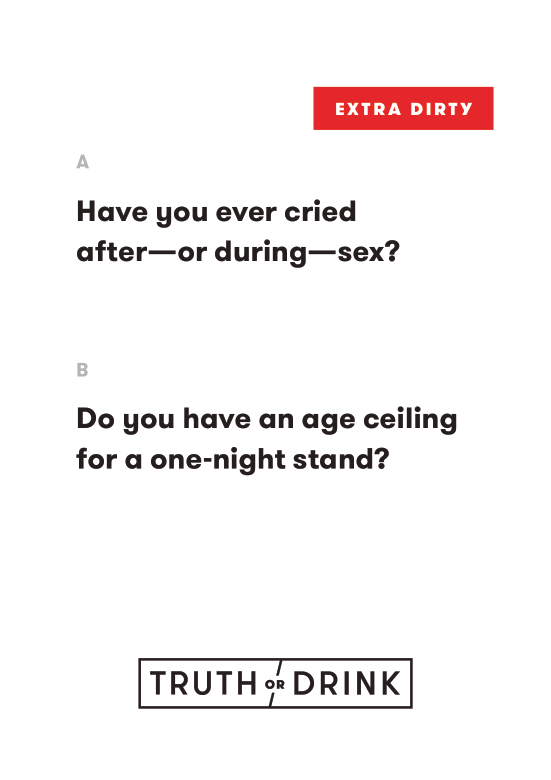 EXTRA DIRTY
A
Have you ever cried
after—or during—sex?
B
Do you have an age ceiling
for a one-night stand?
TRUTH OR DRINK